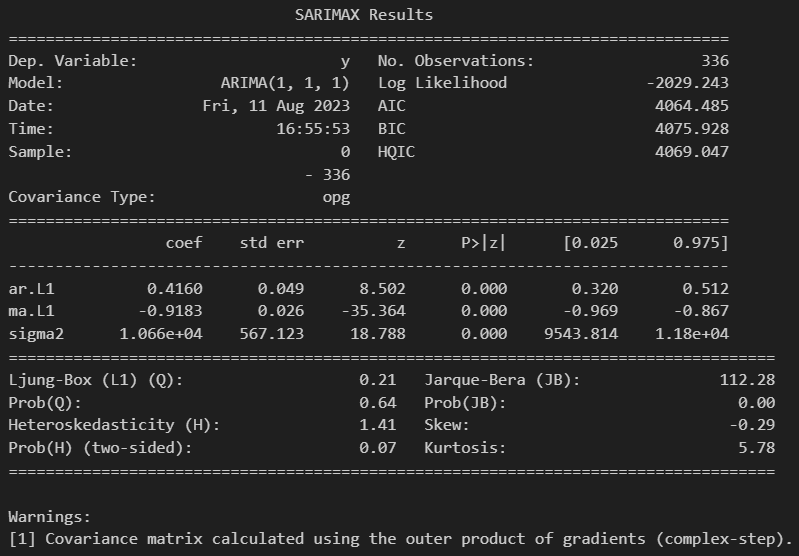 SARIMAX Results
==============================================================================
Dep. Variable: y No. Observations: 336
Model: ARIMA(1, 1, 1) Log Likelihood -2029.243
Date: Fri, 11 Aug 2023 AIC 4064.485
Time: 16:55:53 BIC 4075.928
Sample: 0 HQIC 4069.047
- 336
Covariance Type: opg
==============================================================================
coef std err z P>|z| [0.025 0.975]
------------------------------------------------------------------------------
ar.L1 0.4160 0.049 8.502 0.000 0.320 0.512
ma.L1 -0.9183 0.026 -35.364 0.000 -0.969 -0.867
sigma2 1.066e+04 567.123 18.788 0.000 9543.814 1.18e+04
===================================================================================
Ljung-Box (L1) (Q): 0.21 Jarque-Bera (JB): 112.28
Prob(Q): 0.64 Prob(JB): 0.00
Heteroskedasticity (H): 1.41 Skew: -0.29
Prob(H) (two-sided): 0.07 Kurtosis: 5.78
===================================================================================
Warnings:
[1] Covariance matrix calculated using the outer product of gradients (complex-step).